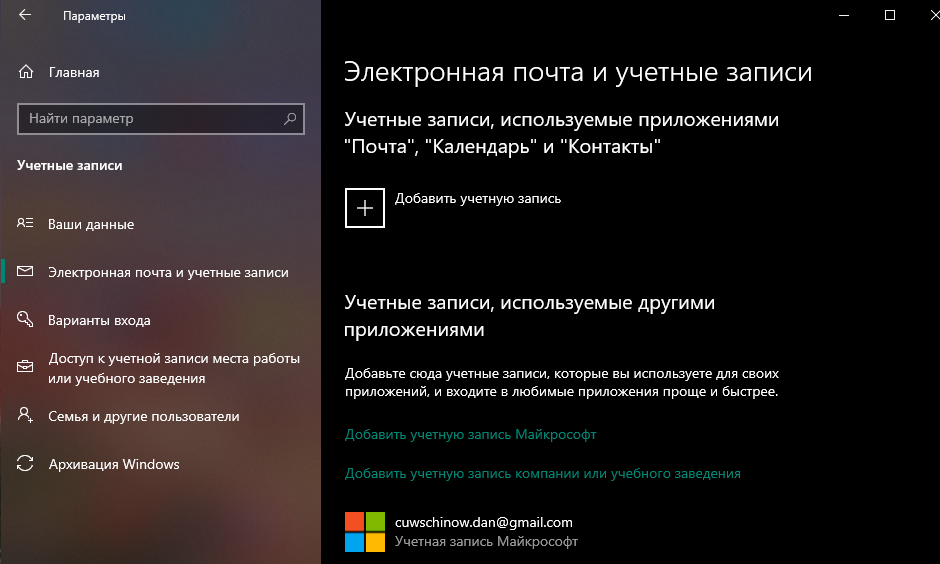 Параметры
Главная
Найти параметр
Учетные записи
Ваши данные
Электронная почта и учетные записи
Варианты входа
Доступ к учетной записи места работы
или учебного заведения
Семья и другие пользователи
Архивация Windows
Электронная почта и учетные записи
Учетные записи, используемые приложениями
"Почта", "Календарь" и "Контакты"
Добавить учетную запись
Учетные записи, используемые другими
приложениями
Добавьте сюда учетные записи, которые вы используете для своих
приложений, и входите в любимые приложения проще и быстрее.
Добавить учетную запись Майкрософт
Добавить учетную запись компании или учебного заведения
cuwschinow.dan@gmail.com
Учетная запись Майкрософт